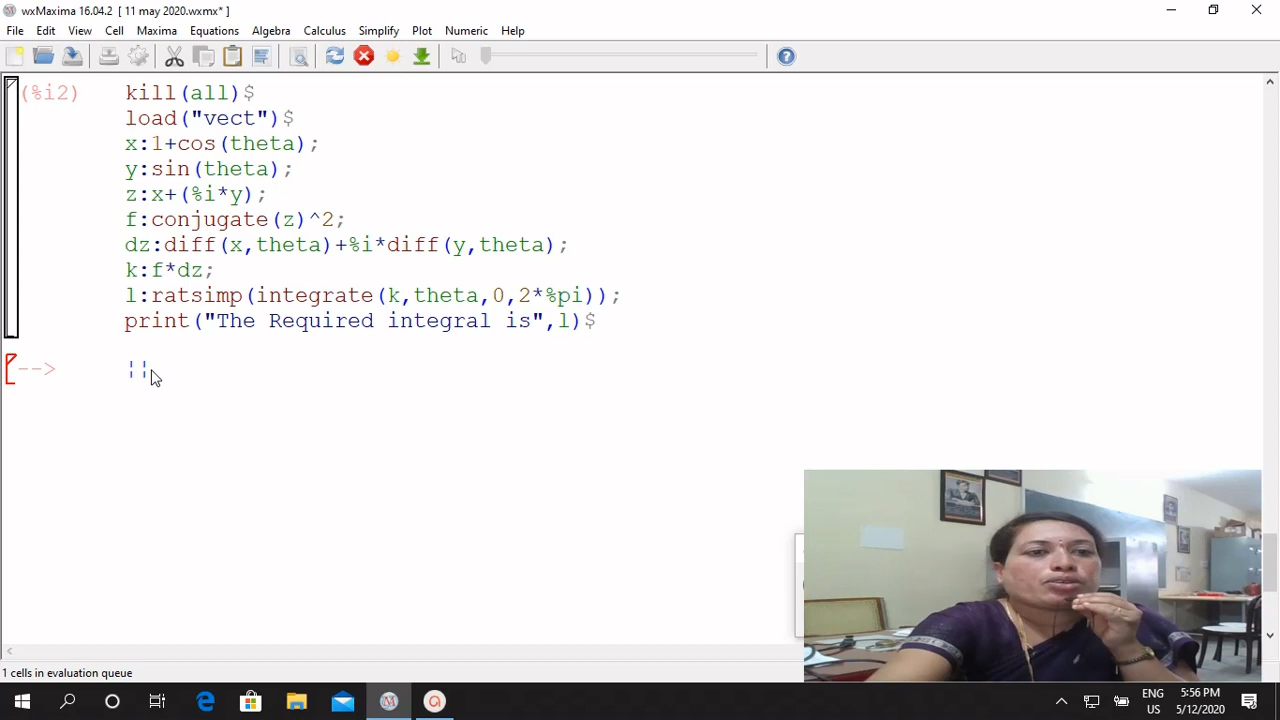 wxMaxima 16.04.2 [ 11 may 2020.wxmx* ]
File Edit View Cell Maxima Equations Algebra Calculus Simplify Plot Numeric Help
(%i2) kill(all)$
load("vect")$
x:1+cos(theta);
y:sin(theta);
z:x+(%i*y);
f:conjugate(z)^2;
dz:diff(x,theta)+%i*diff(y,theta);
k:f*dz;
l:ratsimp(integrate(k,theta,0,2*%pi));
print("The Required integral is",l)$
-->
1 cells in evaluation queue
ENG 5:56 PM
US 5/12/2020